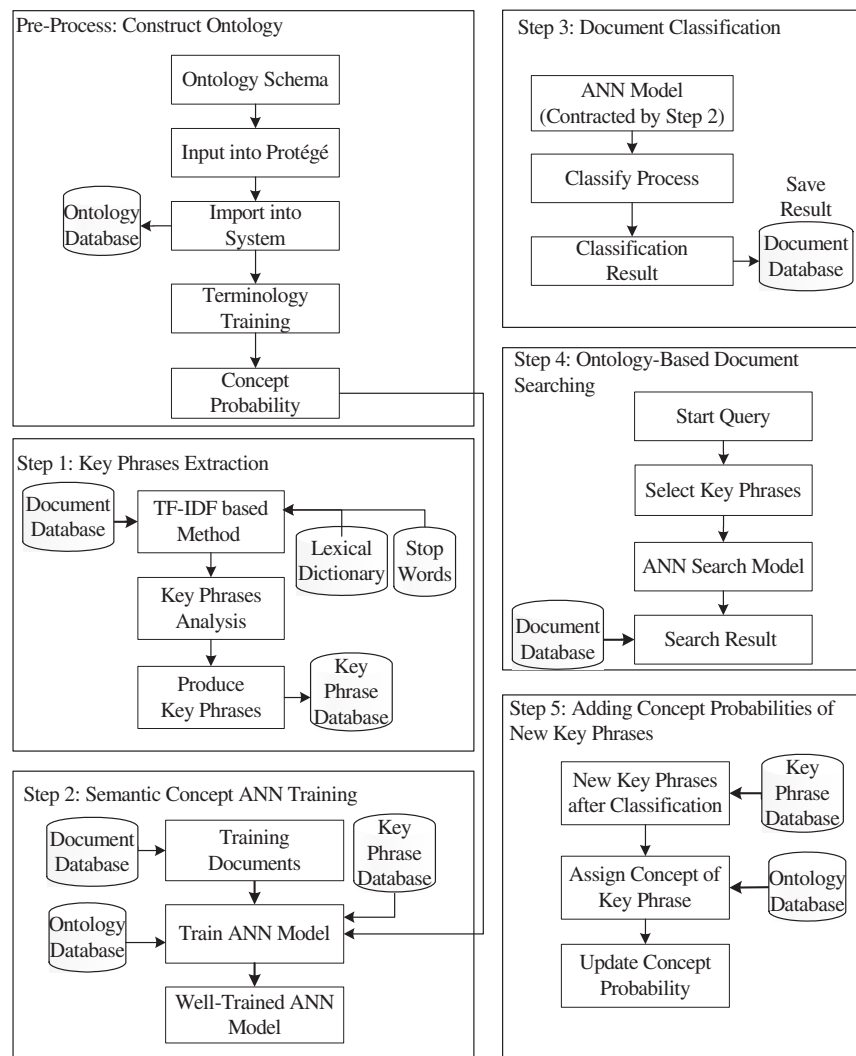 Pre-Process: Construct Ontology
Ontology Schema
Input into Protégé
Ontology
Database
Import into
System
Terminology
Training
Concept
Probability
Step 1: Key Phrases Extraction
Document
Database
TF-IDF based
Method
Lexical
Dictionary
Stop
Words
Key Phrases
Analysis
Produce
Key Phrases
Key
Phrase
Database
Step 2: Semantic Concept ANN Training
Document
Database
Training
Documents
Key
Phrase
Database
Ontology
Database
Train ANN Model
Well-Trained ANN
Model
Step 3: Document Classification
ANN Model
(Contracted by Step 2)
Classify Process
Save
Result
Classification
Result
Document
Database
Step 4: Ontology-Based Document
Searching
Start Query
Select Key Phrases
ANN Search Model
Document
Database
Search Result
Step 5: Adding Concept Probabilities of
New Key Phrases
New Key Phrases
after Classification
Key
Phrase
Database
Assign Concept of
Key Phrase
Ontology
Database
Update Concept
Probability